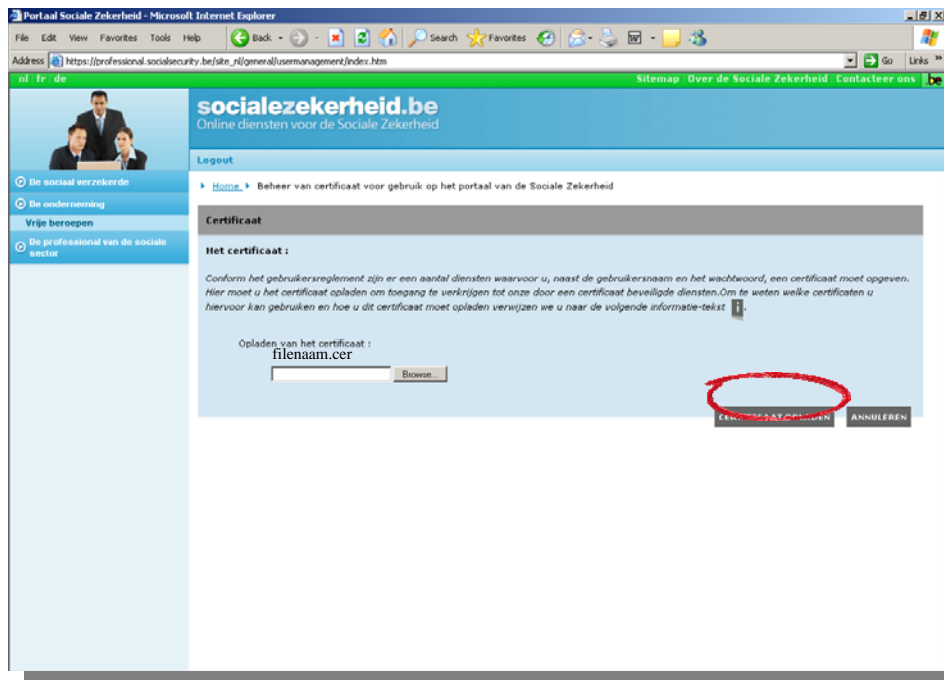 Portaal Sociale Zekerheid - Microsoft Internet Explorer
File Edit View Favorites Tools Help
Back
Search
Favorites
Address
https://professional.socialsecurity.be/site_nl/general/usermanagement/index.htm
Go
Links »
nl fr de
Sitemap Over de Sociale Zekerheid Contacteer ons
.be
socialezekerheid.be
Online diensten voor de Sociale Zekerheid
Logout
De sociaal verzekerde
De onderneming
Vrije beroepen
De professional van de sociale
sector
Home Beheer van certificaat voor gebruik op het portaal van de Sociale Zekerheid
Certificaat
Het certificaat :
Conform het gebruikersreglement zijn er een aantal diensten waarvoor u, naast de gebruikersnaam en het wachtwoord, een certificaat moet opgeven.
Hier moet u het certificaat opladen om toegang te verkrijgen tot onze door een certificaat beveiligde diensten.Om te weten welke certificaten u
hiervoor kan gebruiken en hoe u dit certificaat moet opladen verwijzen we u naar de volgende informatie-tekst i.
Opladen van het certificaat :
filenaam.cer
Browse...
CERTIFICAAT OPLADEN
ANNULEREN